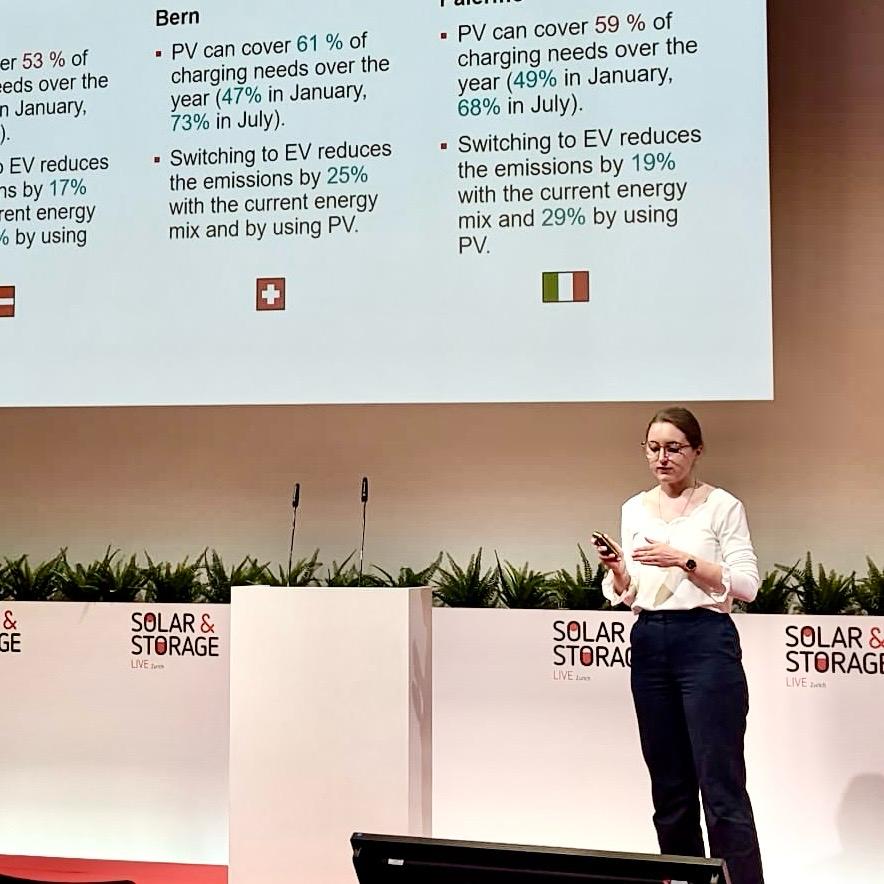 er 53 % of
eeds over the
n January,
).
o EV reduces
ns by 17%
rent energy
% by using
Bern
▪ PV can cover 61 % of
charging needs over the
year (47% in January,
73% in July).
▪ Switching to EV reduces
the emissions by 25%
with the current energy
mix and by using PV.
Palermo
▪ PV can cover 59 % of
charging needs over the
year (49% in January,
68% in July).
▪ Switching to EV reduces
the emissions by 19%
with the current energy
mix and 29% by using
PV.
&
GE
SOLAR &
STORAGE
LIVE Zurich
SOLAR
STORAG
LIVE Zurich
SOLAR &
STORAGE
LIVE Zurich